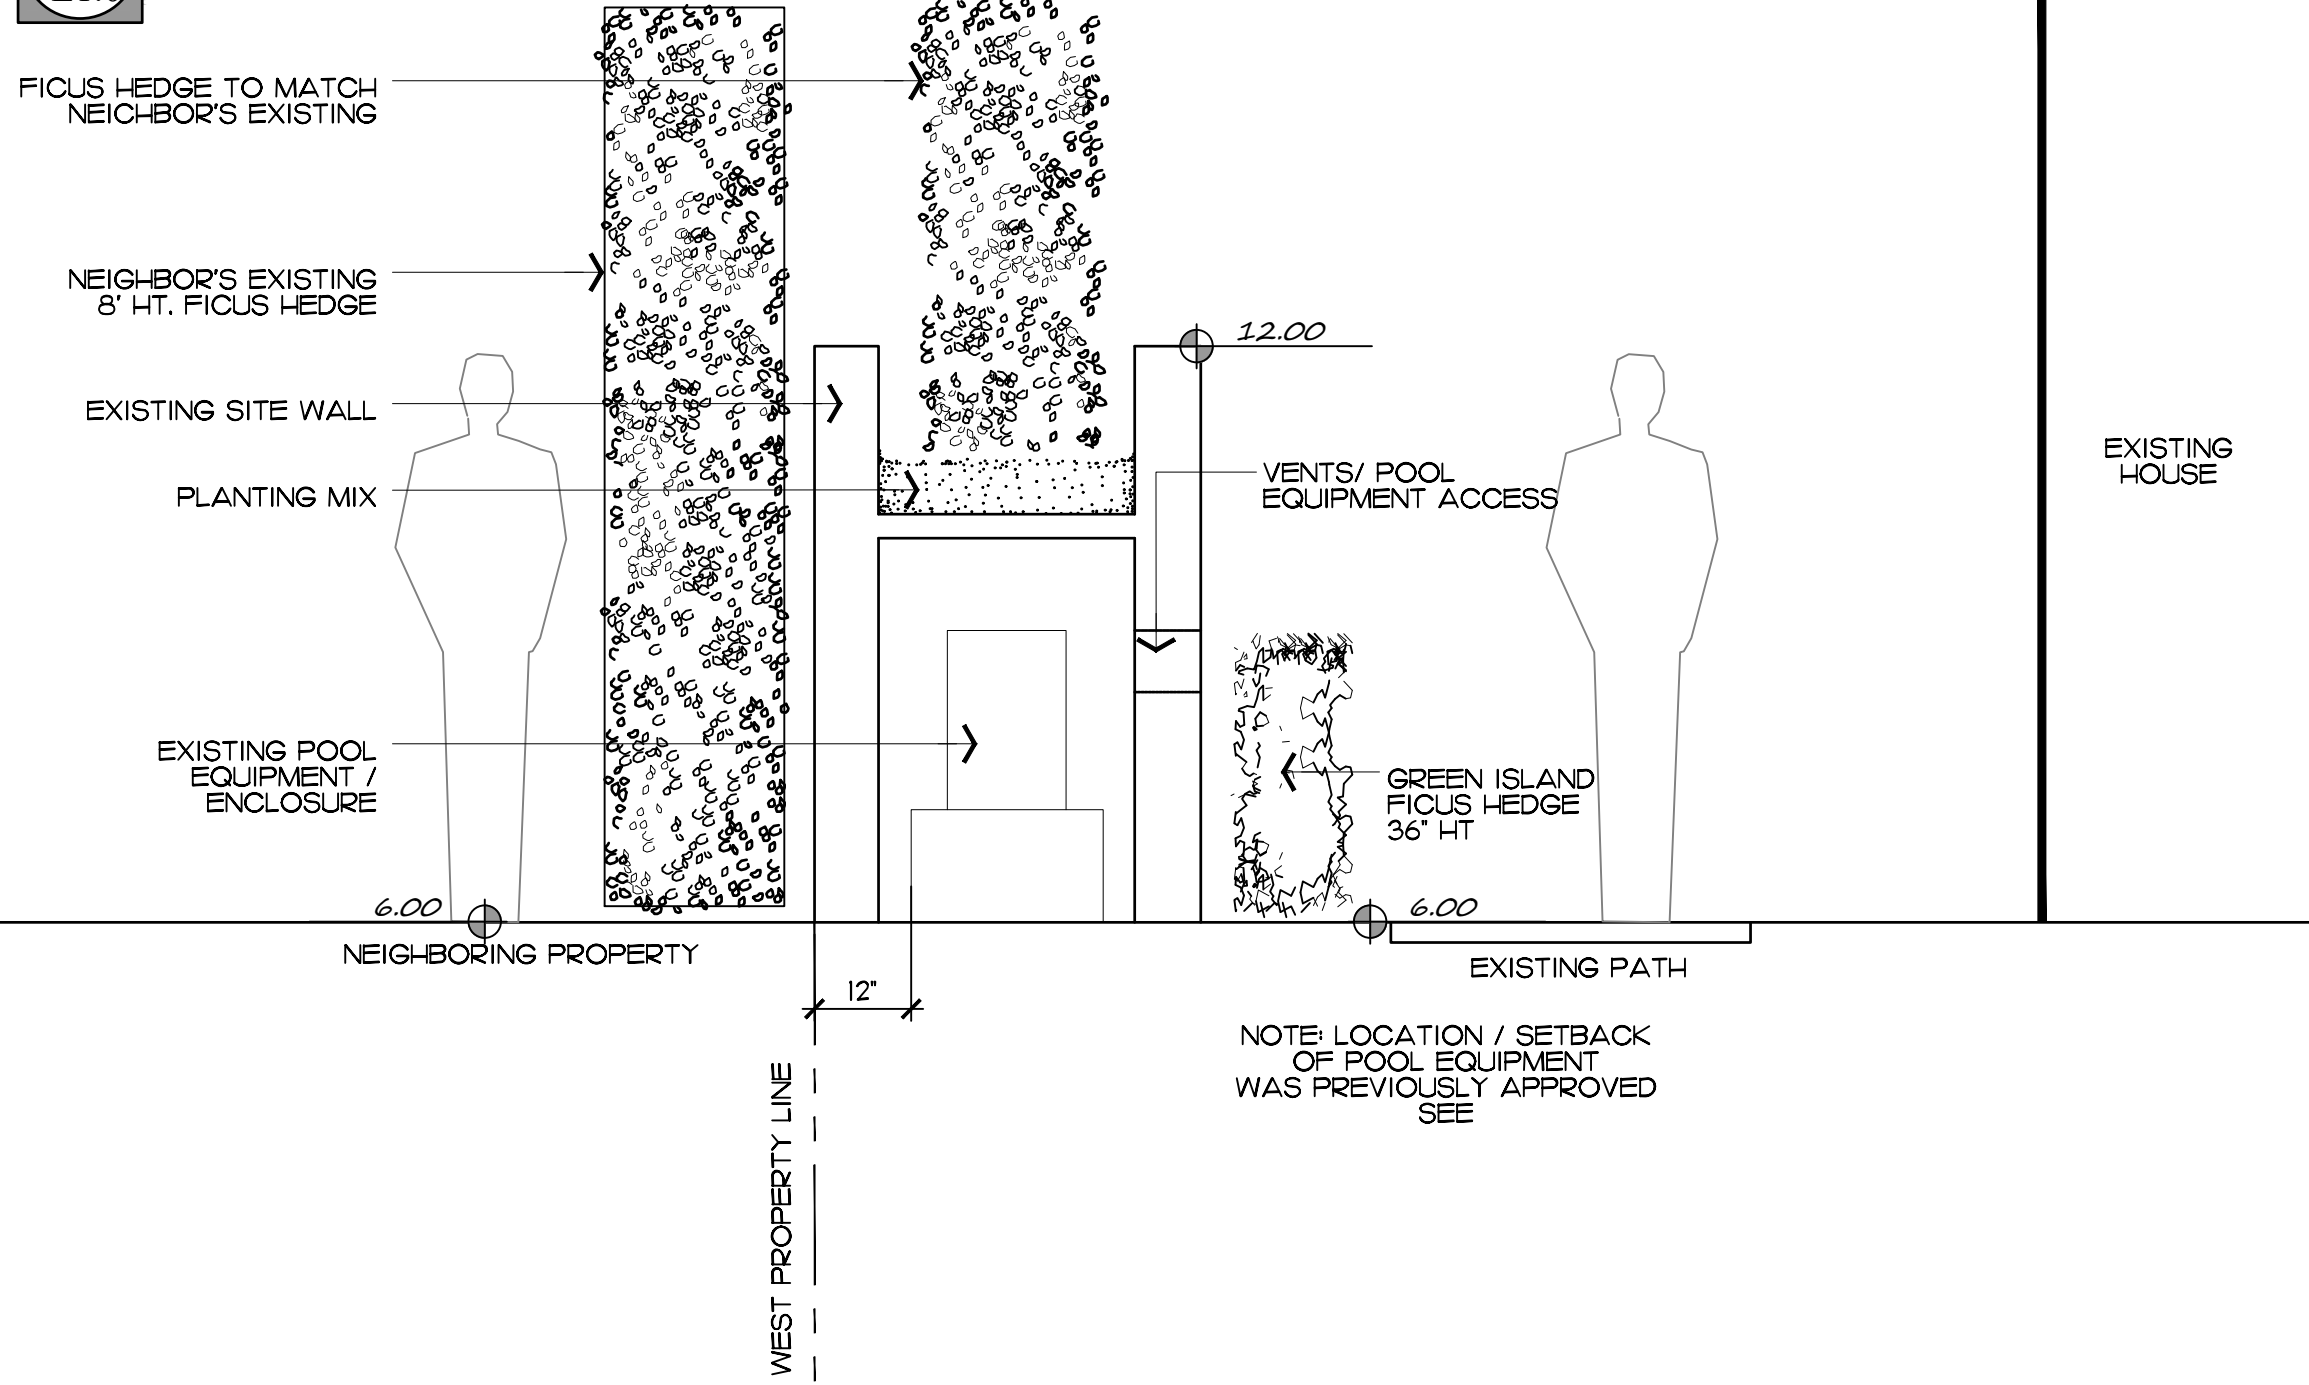 FICUS HEDGE TO MATCH
NEICHBOR'S EXISTING
NEIGHBOR'S EXISTING
8' HT. FICUS HEDGE
12.00
EXISTING SITE WALL
PLANTING MIX
VENTS/ POOL
EQUIPMENT ACCESS
EXISTING
HOUSE
EXISTING POOL
EQUIPMENT /
ENCLOSURE
GREEN ISLAND
FICUS HEDGE
36" HT
6.00
6.00
NEIGHBORING PROPERTY
EXISTING PATH
12"
NOTE: LOCATION / SETBACK
OF POOL EQUIPMENT
WAS PREVIOUSLY APPROVED
SEE
WEST PROPERTY LINE